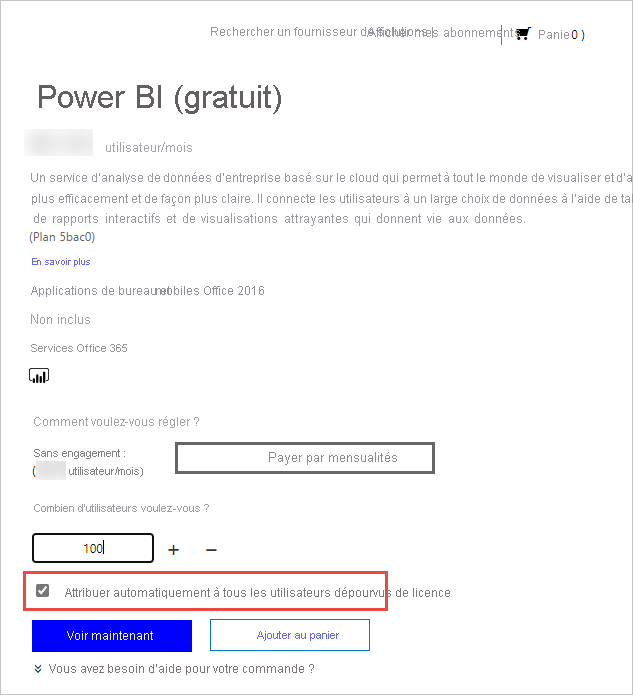 Rechercher un fournisseur de solutions | Afficher mes abonnements Panie 0 )
Power BI (gratuit)
utilisateur/mois
Un service d'analyse de données d'entreprise basé sur le cloud qui permet à tout le monde de visualiser et d'a
plus efficacement et de façon plus claire. Il connecte les utilisateurs à un large choix de données à l'aide de ta
de rapports interactifs et de visualisations attrayantes qui donnent vie aux données.
(Plan 5bac0)
En savoir plus
Applications de bureau et mobiles Office 2016
Non inclus
Services Office 365
Comment voulez-vous régler ?
Sans engagement :
( utilisateur/mois)
Payer par mensualités
Combien d'utilisateurs voulez-vous ?
100 + −
Attribuer automatiquement à tous les utilisateurs dépourvus de licence
Voir maintenant Ajouter au panier
Vous avez besoin d'aide pour votre commande ?